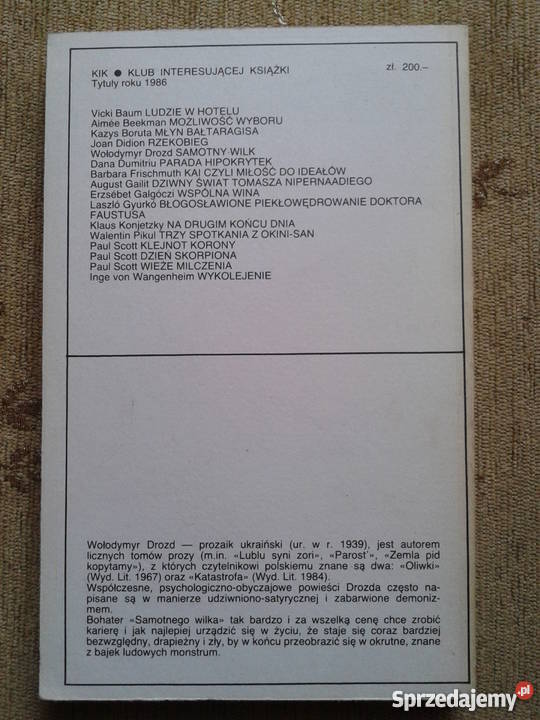 KIK ● KLUB INTERESUJĄCEJ KSIĄŻKI zł. 200.–
Tytuły roku 1986
Vicki Baum LUDZIE W HOTELU
Aimée Beekman MOŻLIWOŚĆ WYBORU
Kazys Boruta MŁYN BAŁTARAGISA
Joan Didion RZEKOBIEG
Wołodymyr Drozd SAMOTNY WILK
Dana Dumitriu PARADA HIPOKRYTEK
Barbara Frischmuth KAI CZYLI MIŁOŚĆ DO IDEAŁÓW
August Gailit DZIWNY ŚWIAT TOMASZA NIPERNAADIEGO
Erzsébet Galgóczi WSPÓLNA WINA
Laszló Gyurkó BŁOGOSŁAWIONE PIEKŁOWĘDROWANIE DOKTORA
FAUSTUSA
Klaus Konjetzky NA DRUGIM KOŃCU DNIA
Walentin Pikul TRZY SPOTKANIA Z OKINI-SAN
Paul Scott KLEJNOT KORONY
Paul Scott DZIEŃ SKORPIONA
Paul Scott WIEŻE MILCZENIA
Inge von Wangenheim WYKOLEJENIE
Wołodymyr Drozd — prozaik ukraiński (ur. w r. 1939), jest autorem
licznych tomów prozy (m.in. «Lublu syni zori», «Parost'», «Zemla pid
kopytamy»), z których czytelnikowi polskiemu znane są dwa: «Oliwki»
(Wyd. Lit. 1967) oraz «Katastrofa» (Wyd. Lit. 1984).
Współczesne, psychologiczno-obyczajowe powieści Drozda często na-
pisane są w manierze udziwniono-satyrycznej i zabarwione demoniz-
mem.
Bohater «Samotnego wilka» tak bardzo i za wszelką cenę chce zrobić
karierę i jak najlepiej urządzić się w życiu, że staje się coraz bardziej
bezwzględny, drapieżny i zły, by w końcu przeobrazić się w okrutne, znane
z bajek ludowych monstrum.
Sprzedajemy.pl